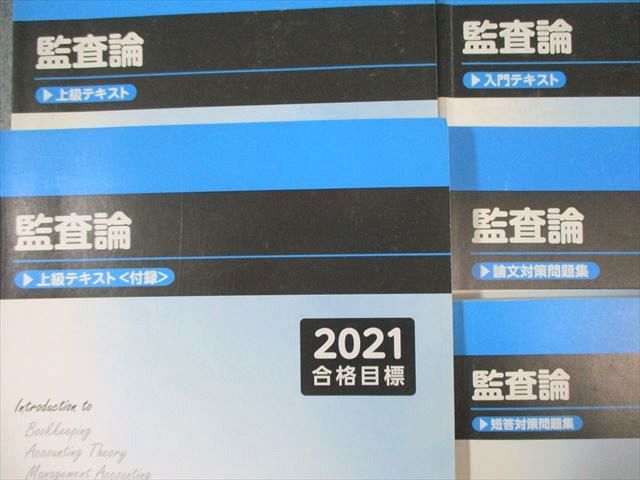 監査論
▶上級テキスト
監査論
▶入門テキスト
監査論
▶上級テキスト<付録>
2021
合格目標
Introduction to
Bookkeeping
Accounting Theory
Management Accounting
監査論
▶論文対策問題集
監査論
▶短答対策問題集